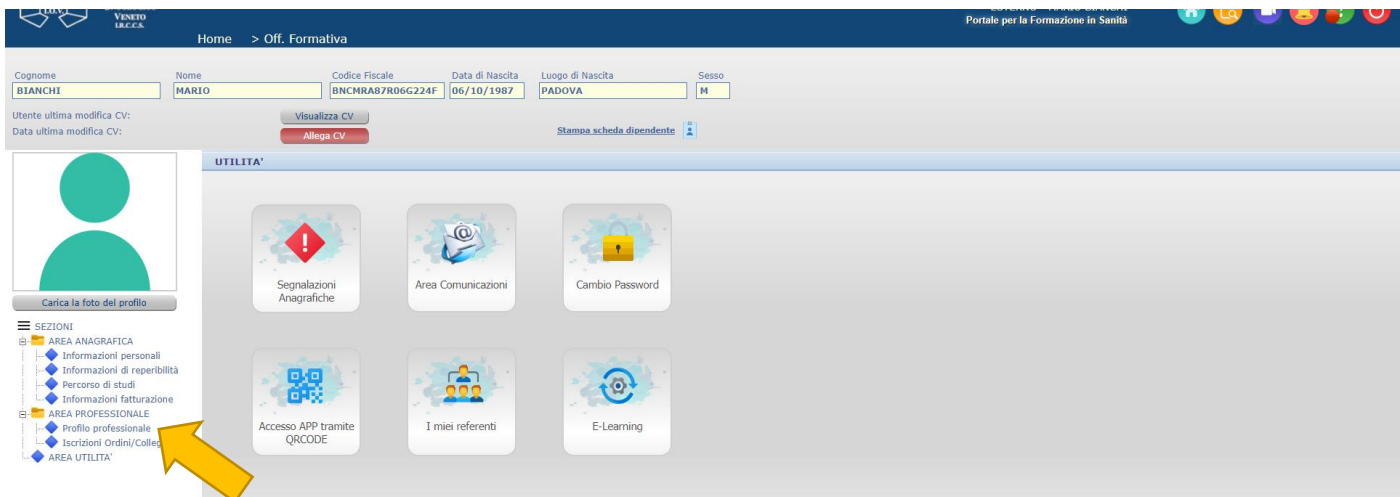 I.O.V.
VENETO
I.R.C.C.S.
Portale per la Formazione in Sanità
Home > Off. Formativa
Cognome Nome Codice Fiscale Data di Nascita Luogo di Nascita Sesso
BIANCHI MARIO BNCMRA87R06G224F 06/10/1987 PADOVA M
Utente ultima modifica CV: Visualizza CV
Data ultima modifica CV: Allega CV Stampa scheda dipendente
UTILITA'
Segnalazioni
Anagrafiche
Area Comunicazioni
Cambio Password
Carica la foto del profilo
SEZIONI
AREA ANAGRAFICA
Informazioni personali
Informazioni di reperibilità
Percorso di studi
Informazioni fatturazione
AREA PROFESSIONALE
Profilo professionale
Iscrizioni Ordini/Colleg
AREA UTILITA'
Accesso APP tramite
QRCODE
I miei referenti
E-Learning